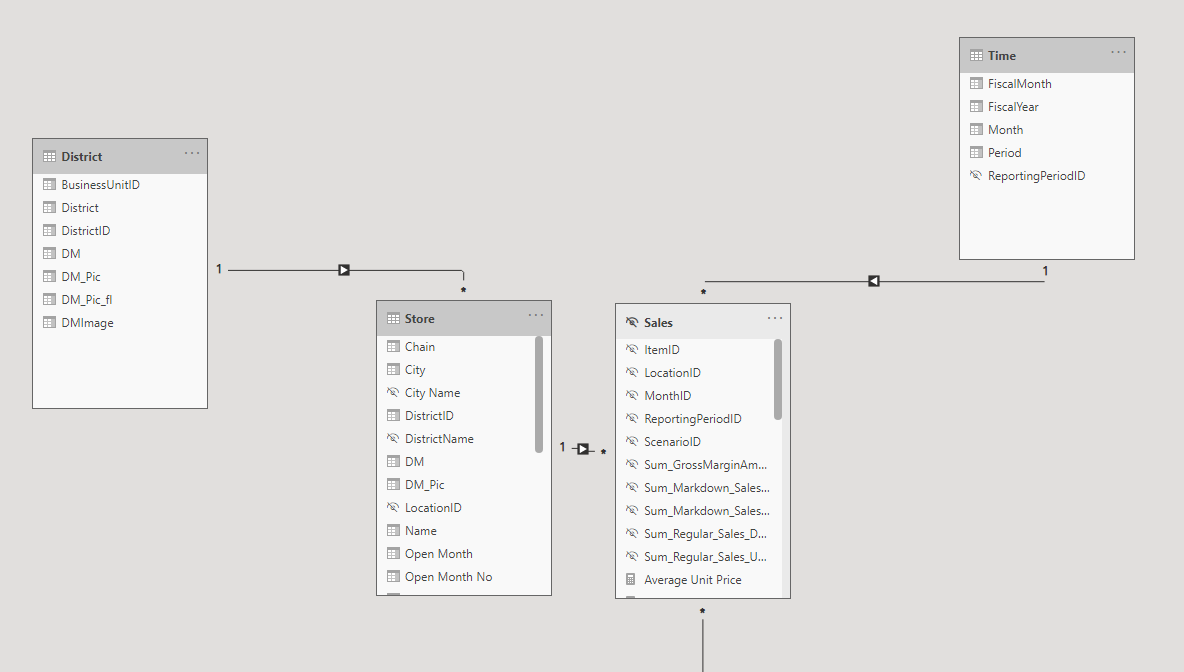 Time
...
FiscalMonth
FiscalYear
Month
Period
ReportingPeriodID
District
...
BusinessUnitID
District
DistrictID
DM
DM_Pic
DM_Pic_fl
DMImage
1
*
1
*
Store
...
Chain
City
City Name
DistrictID
DistrictName
DM
DM_Pic
LocationID
Name
Open Month
Open Month No
1
*
Sales
...
ItemID
LocationID
MonthID
ReportingPeriodID
ScenarioID
Sum_GrossMarginAm...
Sum_Markdown_Sales...
Sum_Markdown_Sales...
Sum_Regular_Sales_D...
Sum_Regular_Sales_U...
Average Unit Price
*